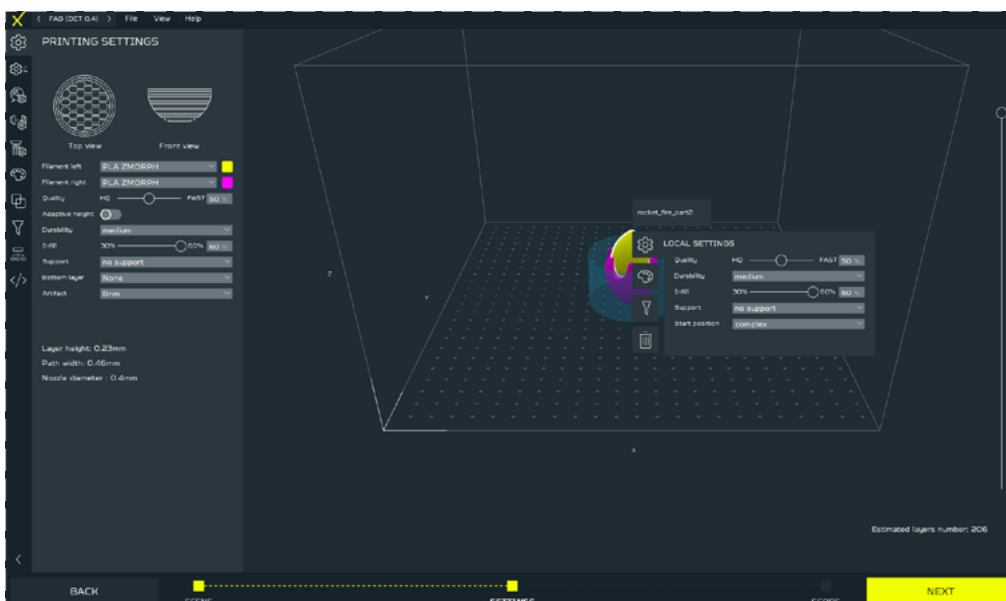 FAB (DCT 0,4) File View Help
PRINTING SETTINGS
Top view Front view
Filament left PLA ZMORPH
Filament right PLA ZMORPH
Quality HQ FAST 50 %
Adaptive height
Durability medium
Infill 30% 60% 60 %
Support no support
Bottom layer None
Artifact Brim
Layer height: 0.23mm
Path width: 0.46mm
Nozzle diameter : 0.4mm
Z
Y
X
rocket_fire_part2
LOCAL SETTINGS
Quality HQ FAST 50 %
Durability medium
Infill 30% 60% 60 %
Support no support
Start position complex
Estimated layers number: 206
BACK
SCENE
SETTINGS
NEXT